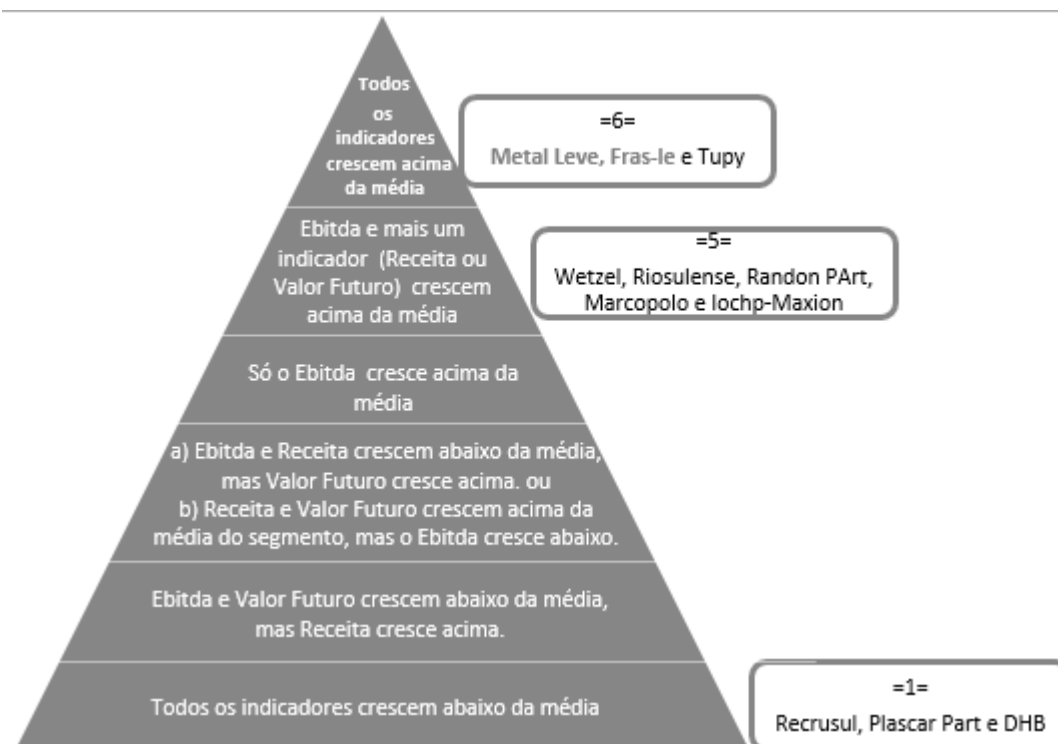 Todos
os
indicadores
crescem acima
da média
=6=
Metal Leve, Fras-le e Tupy
Ebitda e mais um
indicador (Receita ou
Valor Futuro) crescem
acima da média
=5=
Wetzel, Riosulense, Randon PArt,
Marcopolo e Iochp-Maxion
Só o Ebitda cresce acima da
média
a) Ebitda e Receita crescem abaixo da média,
mas Valor Futuro cresce acima. ou
b) Receita e Valor Futuro crescem acima da
média do segmento, mas o Ebitda cresce abaixo.
Ebitda e Valor Futuro crescem abaixo da média,
mas Receita cresce acima.
Todos os indicadores crescem abaixo da média
=1=
Recrusul, Plascar Part e DHB